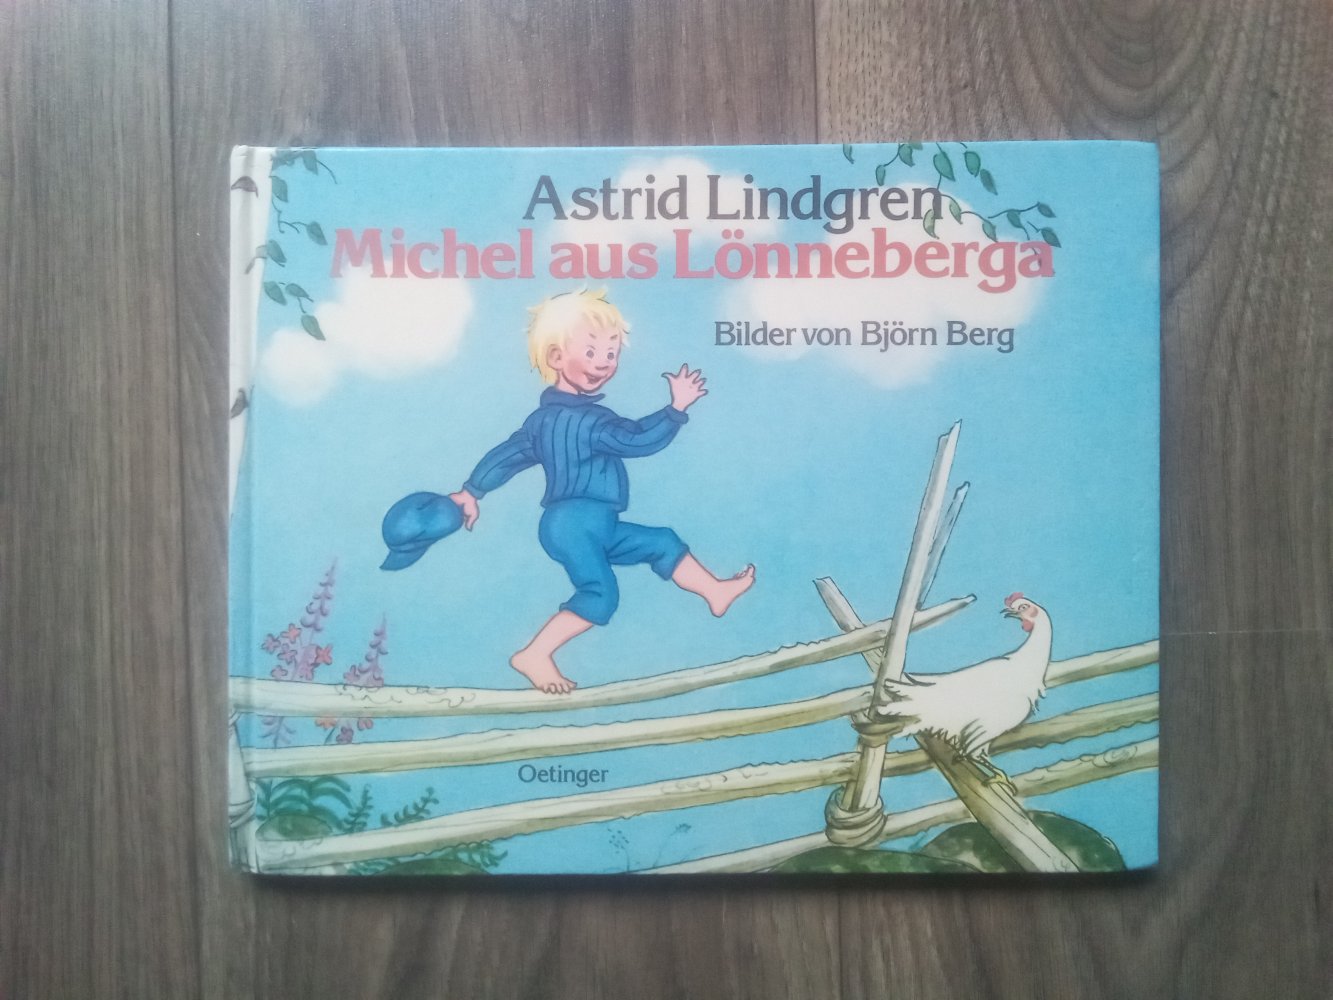 Astrid Lindgren
Michel aus Lönneberga
Bilder von Björn Berg
Oetinger